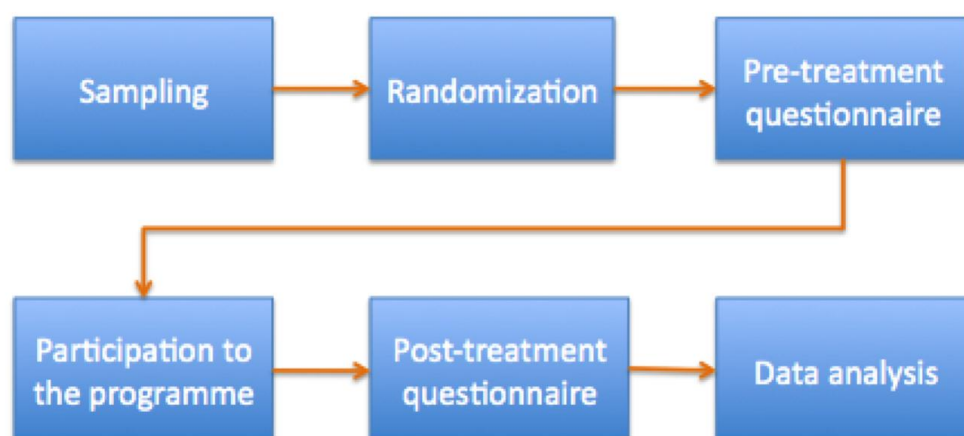 Sampling
Randomization
Pre-treatment
questionnaire
Participation to
the programme
Post-treatment
questionnaire
Data analysis